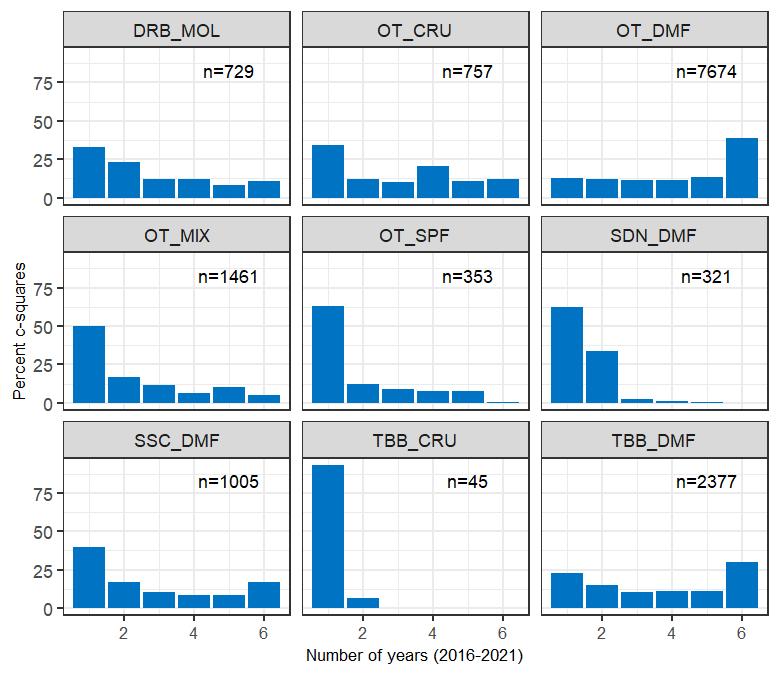 DRB_MOL
OT_CRU
OT_DMF
n=729
n=757
n=7674
75
50
25
0
OT_MIX
OT_SPF
SDN_DMF
n=1461
n=353
n=321
75
50
25
0
SSC_DMF
TBB_CRU
TBB_DMF
n=1005
n=45
n=2377
75
50
25
0
2 4 6
2 4 6
2 4 6
Percent c-squares
Number of years (2016-2021)